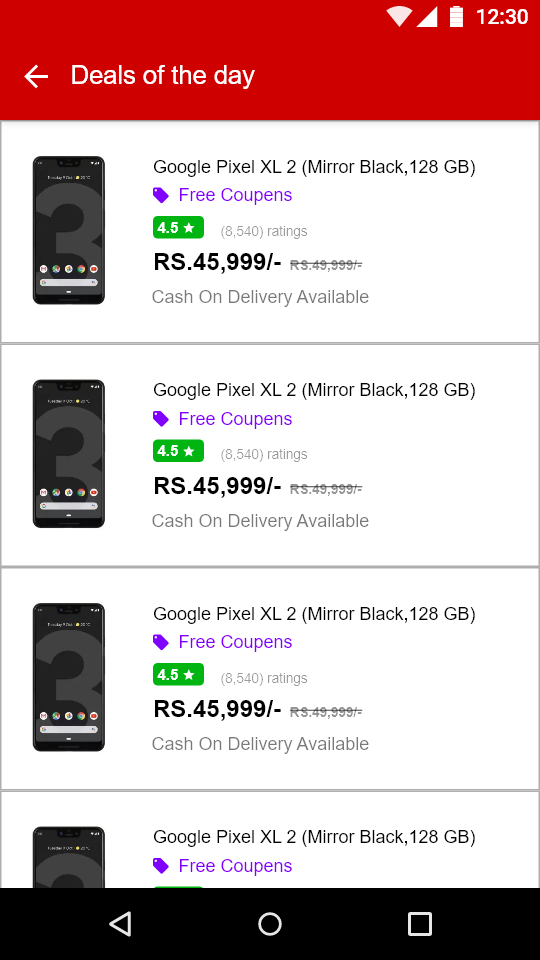 12:30
Deals of the day
Google Pixel XL 2 (Mirror Black,128 GB)
Free Coupens
4.5 ★ (8,540) ratings
RS.45,999/- RS.49,999/-
Cash On Delivery Available
Google Pixel XL 2 (Mirror Black,128 GB)
Free Coupens
4.5 ★ (8,540) ratings
RS.45,999/- RS.49,999/-
Cash On Delivery Available
Google Pixel XL 2 (Mirror Black,128 GB)
Free Coupens
4.5 ★ (8,540) ratings
RS.45,999/- RS.49,999/-
Cash On Delivery Available
Google Pixel XL 2 (Mirror Black,128 GB)
Free Coupens